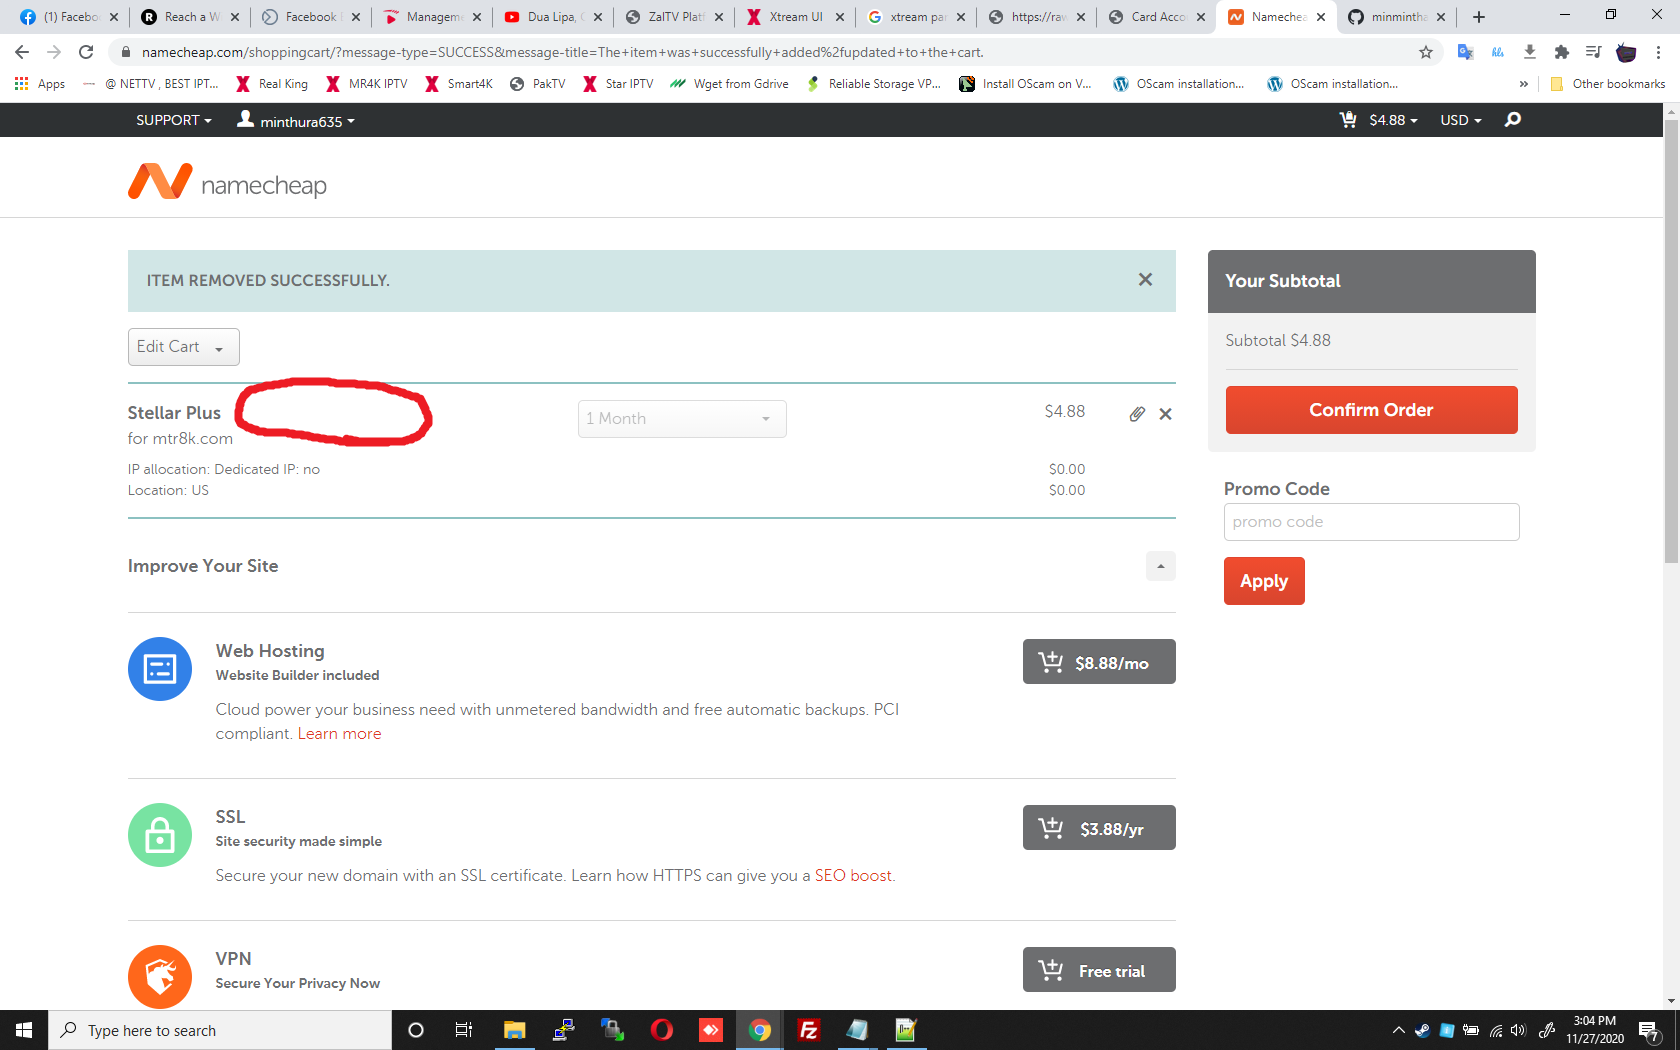 (1) Facebo
Reach a W
Facebook
Manageme
Dua Lipa,
ZalTV Platf
Xtream UI
xtream pan
https://raw
Card Acco
Namechea
minmintha
namecheap.com/shoppingcart/?message-type=SUCCESS&message-title=The+item+was+successfully+added%2fupdated+to+the+cart.
Apps
@ NETTV , BEST IPT...
Real King
MR4K IPTV
Smart4K
PakTV
Star IPTV
Wget from Gdrive
Reliable Storage VP...
Install OScam on V...
OScam installation...
OScam installation...
»
Other bookmarks
SUPPORT
minthura635
$4.88
USD
namecheap
ITEM REMOVED SUCCESSFULLY.
Edit Cart
Stellar Plus
for mtr8k.com
1 Month
$4.88
IP allocation: Dedicated IP: no
$0.00
Location: US
$0.00
Your Subtotal
Subtotal $4.88
Confirm Order
Promo Code
promo code
Apply
Improve Your Site
Web Hosting
Website Builder included
Cloud power your business need with unmetered bandwidth and free automatic backups. PCI
compliant. Learn more
$8.88/mo
SSL
Site security made simple
Secure your new domain with an SSL certificate. Learn how HTTPS can give you a SEO boost.
$3.88/yr
VPN
Secure Your Privacy Now
Free trial
Type here to search
3:04 PM
11/27/2020
7